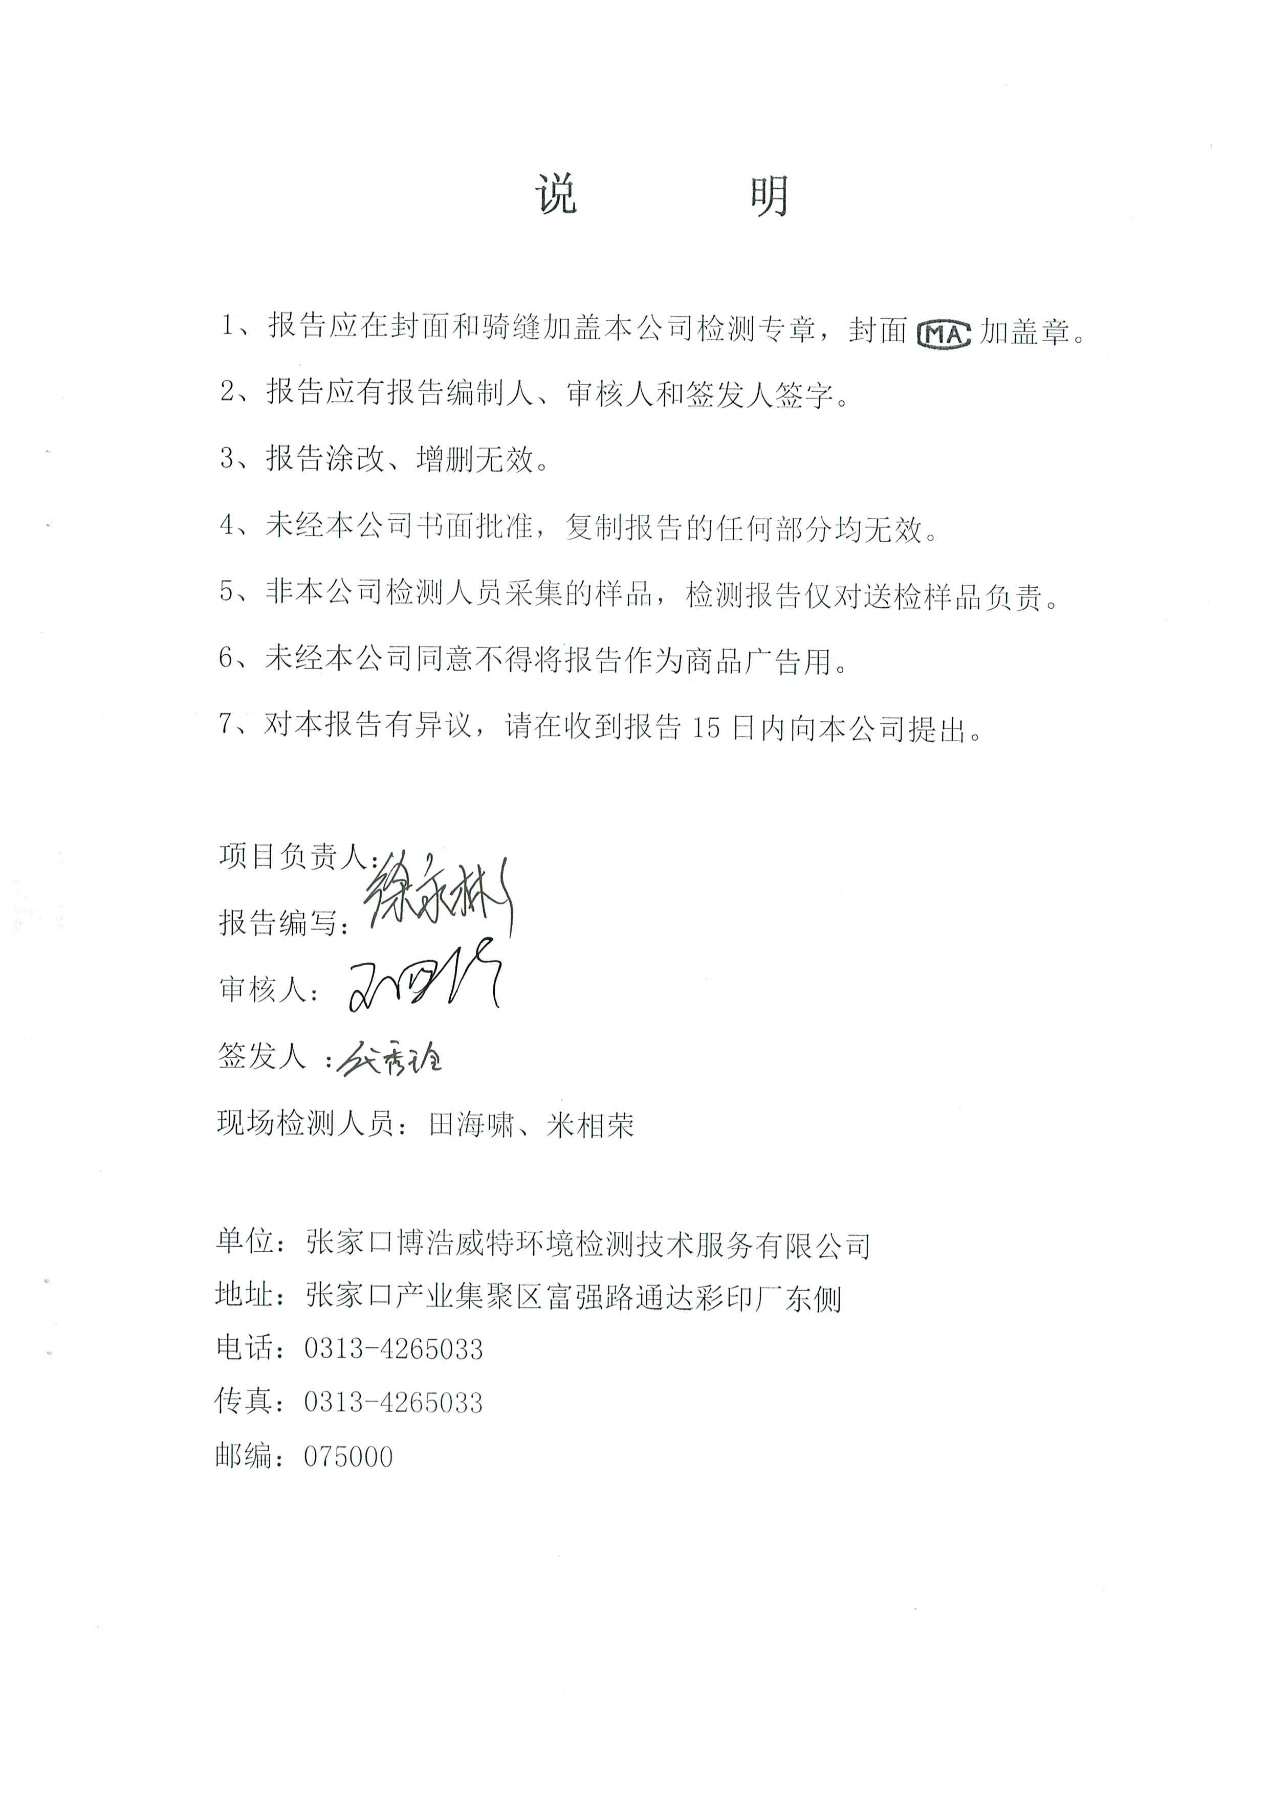 说 明
1、报告应在封面和骑缝加盖本公司检测专章，封面 MA 加盖章。
2、报告应有报告编制人、审核人和签发人签字。
3、报告涂改、增删无效。
4、未经本公司书面批准，复制报告的任何部分均无效。
5、非本公司检测人员采集的样品，检测报告仅对送检样品负责。
6、未经本公司同意不得将报告作为商品广告用。
7、对本报告有异议，请在收到报告 15 日内向本公司提出。
项目负责人：
报告编写：徐永彬
审核人：
签发人 ：
现场检测人员：田海啸、米相荣
单位：张家口博浩威特环境检测技术服务有限公司
地址：张家口产业集聚区富强路通达彩印厂东侧
电话：0313-4265033
传真：0313-4265033
邮编：075000